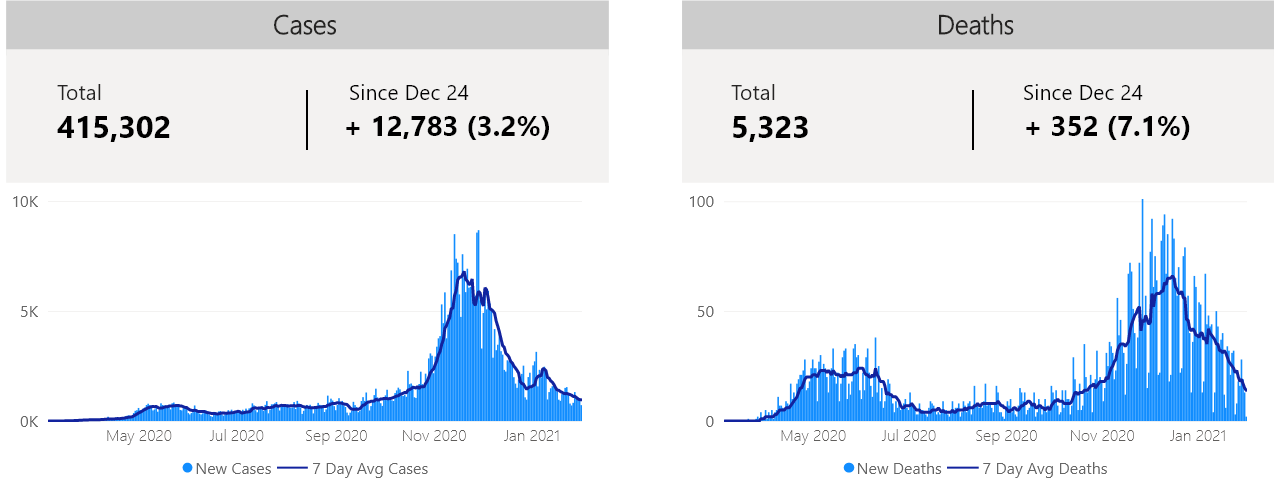 Cases
Total
415,302
Since Dec 24
+ 12,783 (3.2%)
10K
5K
0K
May 2020 Jul 2020 Sep 2020 Nov 2020 Jan 2021
New Cases 7 Day Avg Cases
Deaths
Total
5,323
Since Dec 24
+ 352 (7.1%)
100
50
0
May 2020 Jul 2020 Sep 2020 Nov 2020 Jan 2021
New Deaths 7 Day Avg Deaths